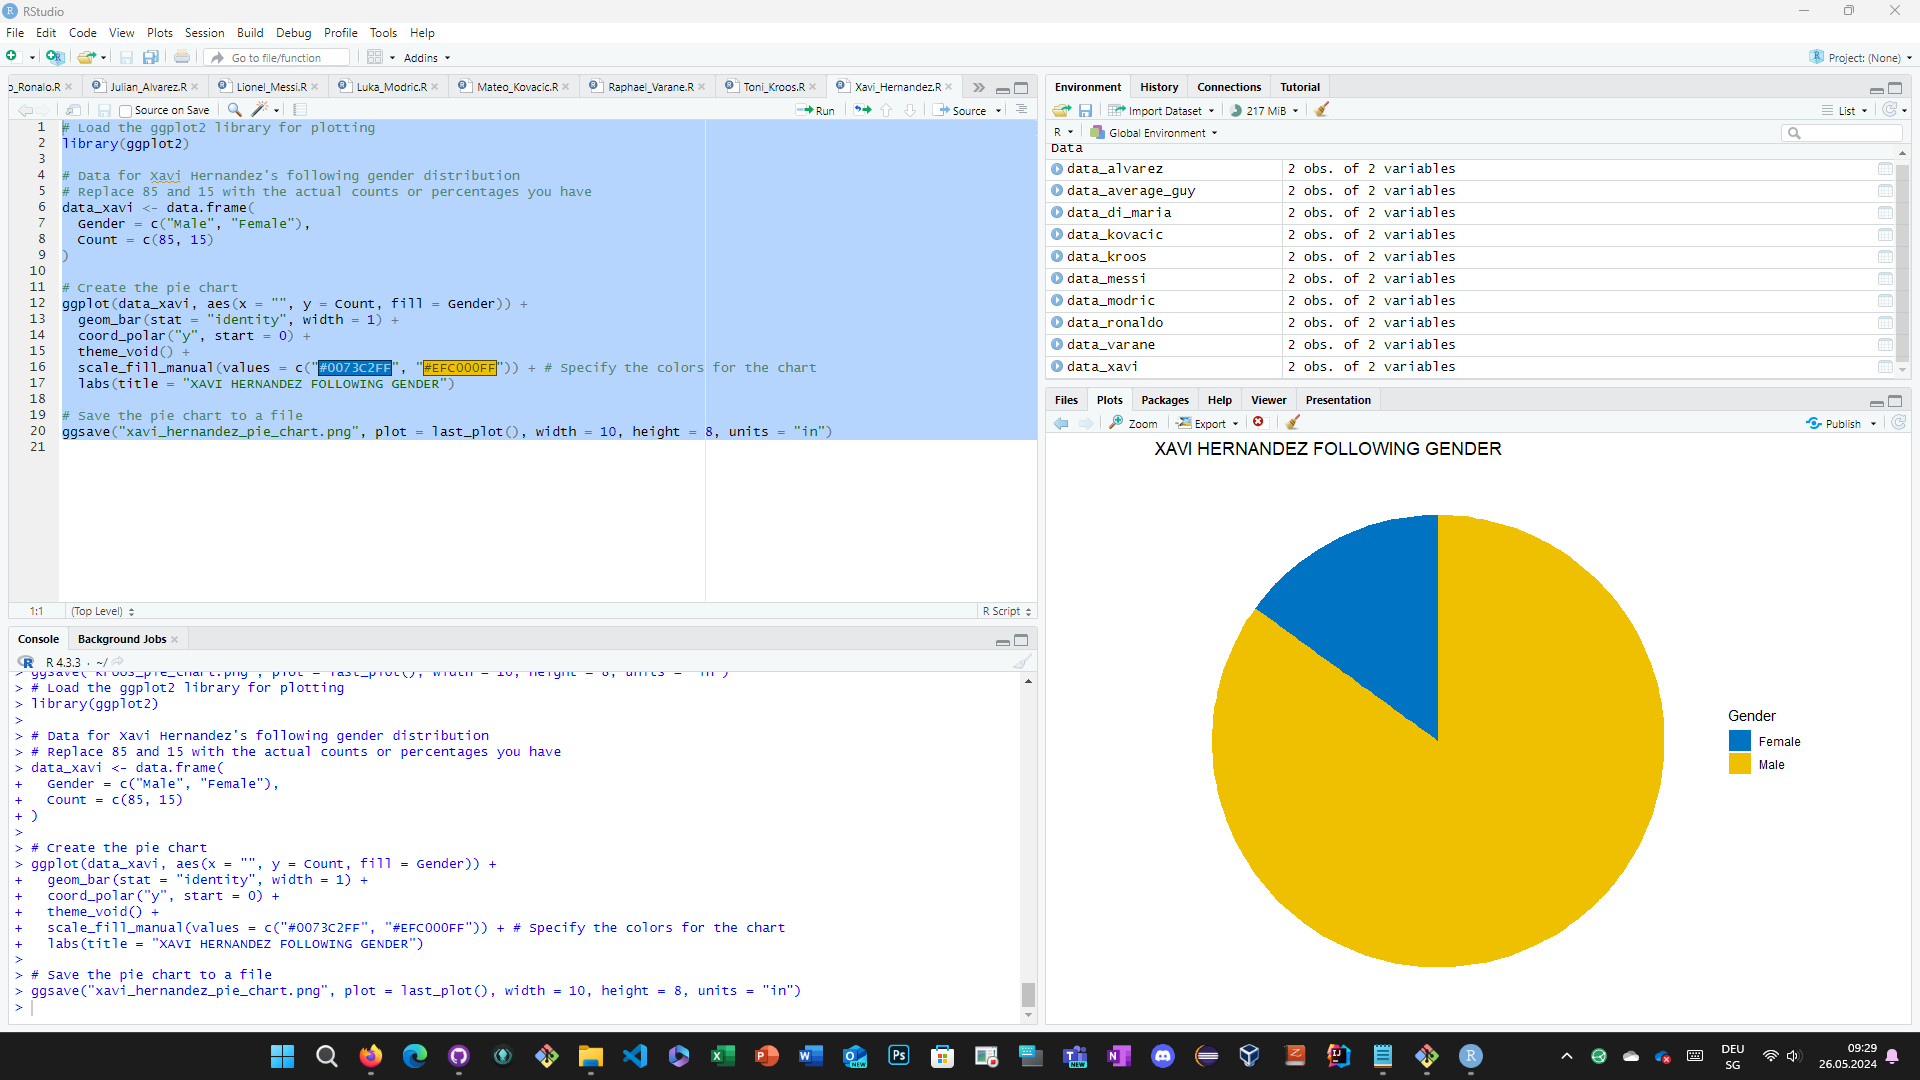 RStudio
File Edit Code View Plots Session Build Debug Profile Tools Help
Go to file/function
Addins
Project: (None)
o_Ronalo.R
Julian_Alvarez.R
Lionel_Messi.R
Luka_Modric.R
Mateo_Kovacic.R
Raphael_Varane.R
Toni_Kroos.R
Xavi_Hernandez.R
Source on Save
Run
Source
1 # Load the ggplot2 library for plotting
2 library(ggplot2)
3
4 # Data for Xavi Hernandez's following gender distribution
5 # Replace 85 and 15 with the actual counts or percentages you have
6 data_xavi <- data.frame(
7 Gender = c("Male", "Female"),
8 Count = c(85, 15)
9 )
10
11 # Create the pie chart
12 ggplot(data_xavi, aes(x = "", y = Count, fill = Gender)) +
13 geom_bar(stat = "identity", width = 1) +
14 coord_polar("y", start = 0) +
15 theme_void() +
16 scale_fill_manual(values = c("#0073C2FF", "#EFC000FF")) + # Specify the colors for the chart
17 labs(title = "XAVI HERNANDEZ FOLLOWING GENDER")
18
19 # Save the pie chart to a file
20 ggsave("xavi_hernandez_pie_chart.png", plot = last_plot(), width = 10, height = 8, units = "in")
21
1:1
(Top Level)
R Script
Console
Background Jobs
R 4.3.3 · ~/
> ggsave("kroos_pie_chart.png", plot = last_plot(), width = 10, height = 8, units = "in")
> # Load the ggplot2 library for plotting
> library(ggplot2)
>
> # Data for Xavi Hernandez's following gender distribution
> # Replace 85 and 15 with the actual counts or percentages you have
> data_xavi <- data.frame(
+ Gender = c("Male", "Female"),
+ Count = c(85, 15)
+ )
>
> # Create the pie chart
> ggplot(data_xavi, aes(x = "", y = Count, fill = Gender)) +
+ geom_bar(stat = "identity", width = 1) +
+ coord_polar("y", start = 0) +
+ theme_void() +
+ scale_fill_manual(values = c("#0073C2FF", "#EFC000FF")) + # Specify the colors for the chart
+ labs(title = "XAVI HERNANDEZ FOLLOWING GENDER")
>
> # Save the pie chart to a file
> ggsave("xavi_hernandez_pie_chart.png", plot = last_plot(), width = 10, height = 8, units = "in")
>
Environment History Connections Tutorial
Import Dataset
217 MiB
List
R
Global Environment
Data
data_alvarez 2 obs. of 2 variables
data_average_guy 2 obs. of 2 variables
data_di_maria 2 obs. of 2 variables
data_kovacic 2 obs. of 2 variables
data_kroos 2 obs. of 2 variables
data_messi 2 obs. of 2 variables
data_modric 2 obs. of 2 variables
data_ronaldo 2 obs. of 2 variables
data_varane 2 obs. of 2 variables
data_xavi 2 obs. of 2 variables
Files Plots Packages Help Viewer Presentation
Zoom
Export
Publish
XAVI HERNANDEZ FOLLOWING GENDER
Gender
Female
Male
DEU
SG
09:29
26.05.2024